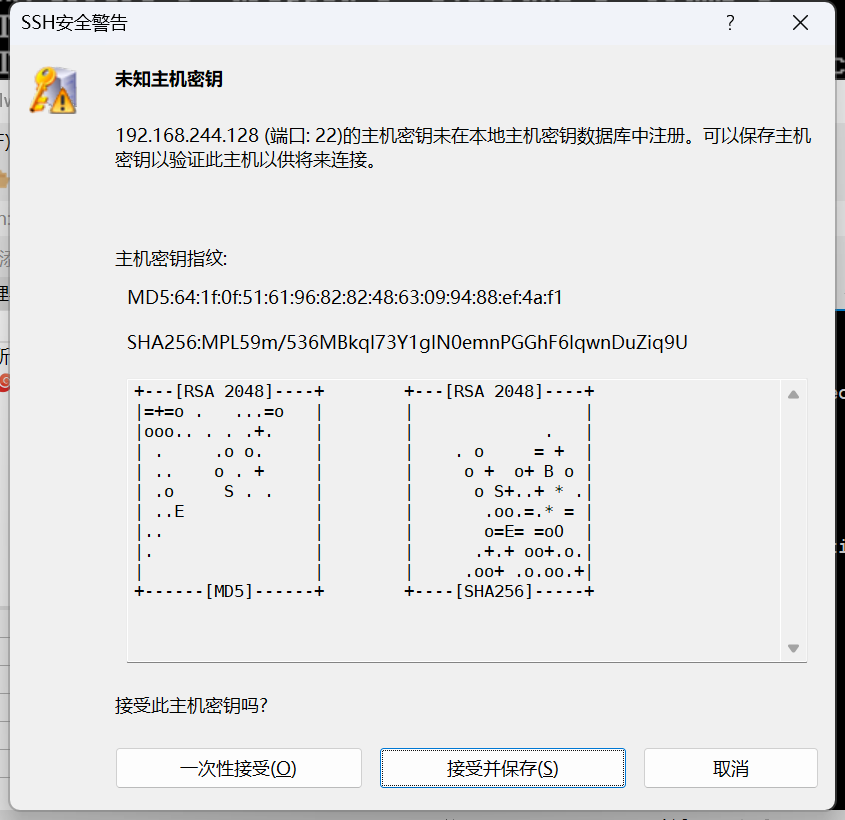 SSH安全警告
未知主机密钥
192.168.244.128 (端口: 22)的主机密钥未在本地主机密钥数据库中注册。可以保存主机
密钥以验证此主机以供将来连接。
主机密钥指纹:
MD5:64:1f:0f:51:61:96:82:82:48:63:09:94:88:ef:4a:f1
SHA256:MPL59m/536MBkqI73Y1gIN0emnPGGhF6IqwnDuZiq9U
+---[RSA 2048]----+        +---[RSA 2048]----+
|=+=o .   ...=o   |        |                 |
|ooo.. . . .+.    |        |             .   |
| .     .o o.     |        |    . o     = +  |
| ..    o . +     |        |     o +  o+ B o |
| .o     S . .    |        |      o S+..+ * .|
| ..E             |        |       .oo.=.* = |
|..               |        |       o=E= =oO  |
|.                |        |      .+.+ oo+.o.|
|                 |        |     .oo+ .o.oo.+|
+------[MD5]------+        +----[SHA256]-----+
接受此主机密钥吗?
一次性接受(O)
接受并保存(S)
取消